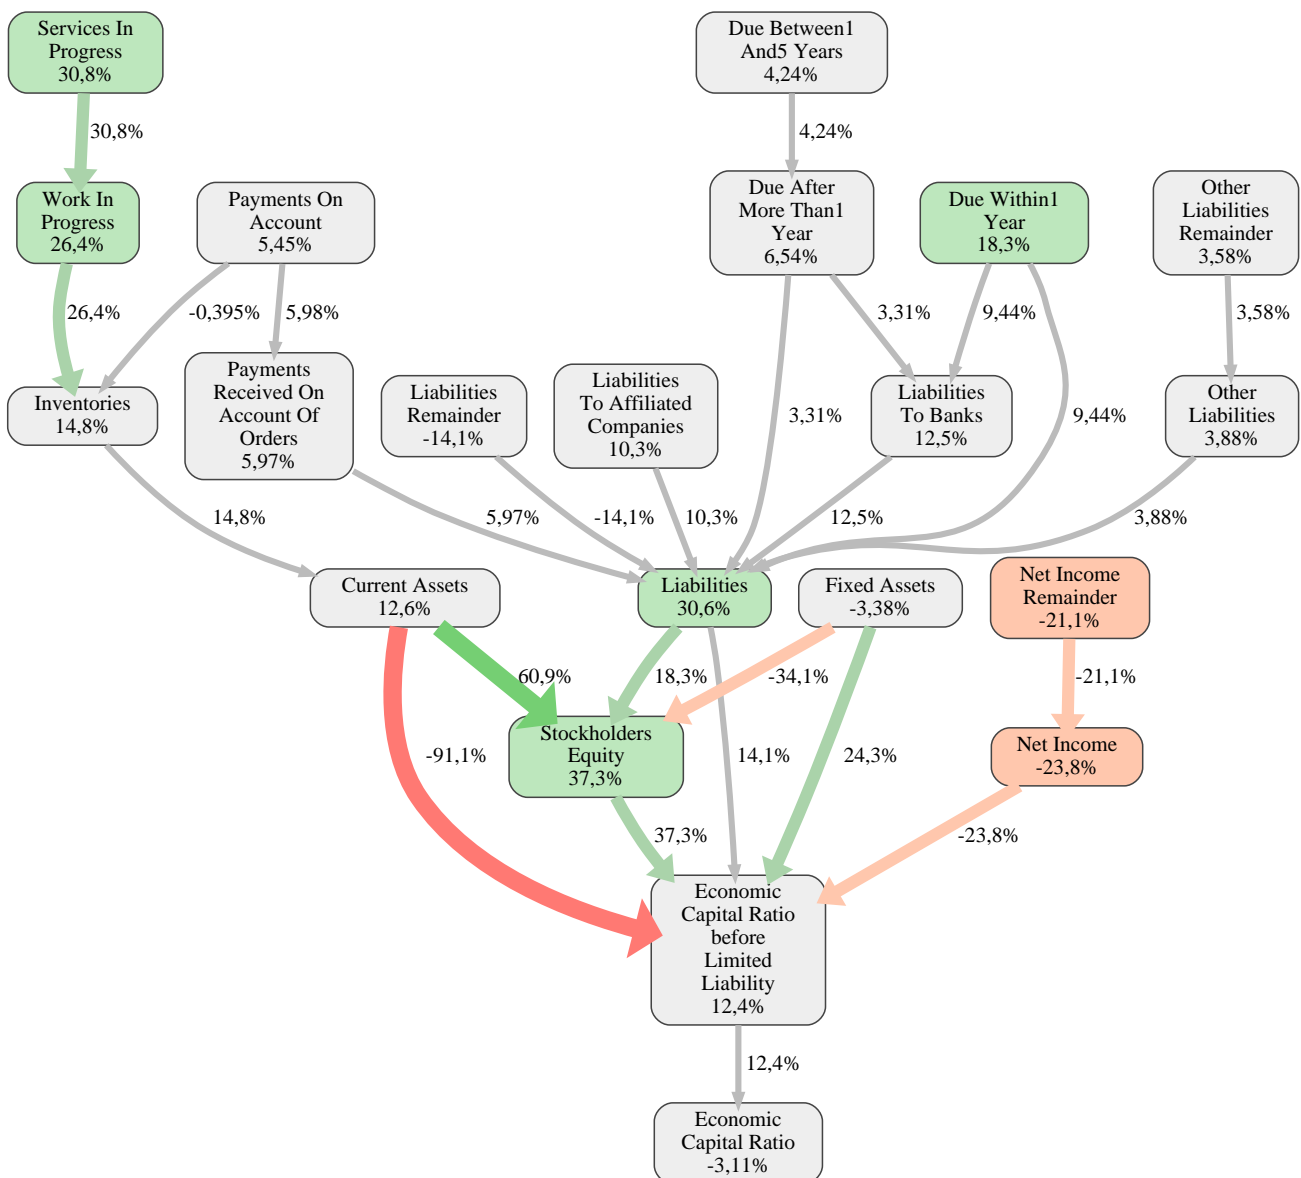 Services In
Progress
30,8%
Due Between1
And5 Years
4,24%
30,8%
4,24%
Work In
Progress
26,4%
Payments On
Account
5,45%
Due After
More Than1
Year
6,54%
Due Within1
Year
18,3%
Other
Liabilities
Remainder
3,58%
26,4%
-0,395%
5,98%
3,31%
9,44%
3,58%
Inventories
14,8%
Payments
Received On
Account Of
Orders
5,97%
Liabilities
Remainder
-14,1%
Liabilities
To Affiliated
Companies
10,3%
3,31%
Liabilities
To Banks
12,5%
9,44%
Other
Liabilities
3,88%
14,8%
5,97%
-14,1%
10,3%
12,5%
3,88%
Current Assets
12,6%
Liabilities
30,6%
Fixed Assets
-3,38%
Net Income
Remainder
-21,1%
60,9%
18,3%
-34,1%
-21,1%
-91,1%
Stockholders
Equity
37,3%
14,1%
24,3%
Net Income
-23,8%
37,3%
-23,8%
Economic
Capital Ratio
before
Limited
Liability
12,4%
12,4%
Economic
Capital Ratio
-3,11%